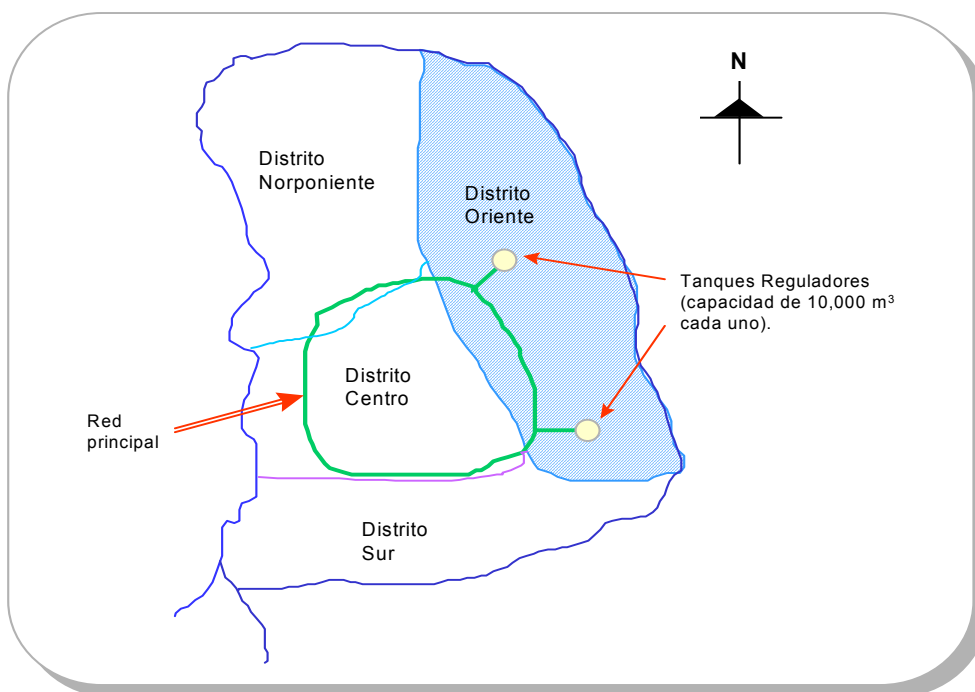 N
Distrito
Norponiente
Distrito
Oriente
Tanques Reguladores
(capacidad de 10,000 m³
cada uno).
Distrito
Centro
Red
principal
Distrito
Sur